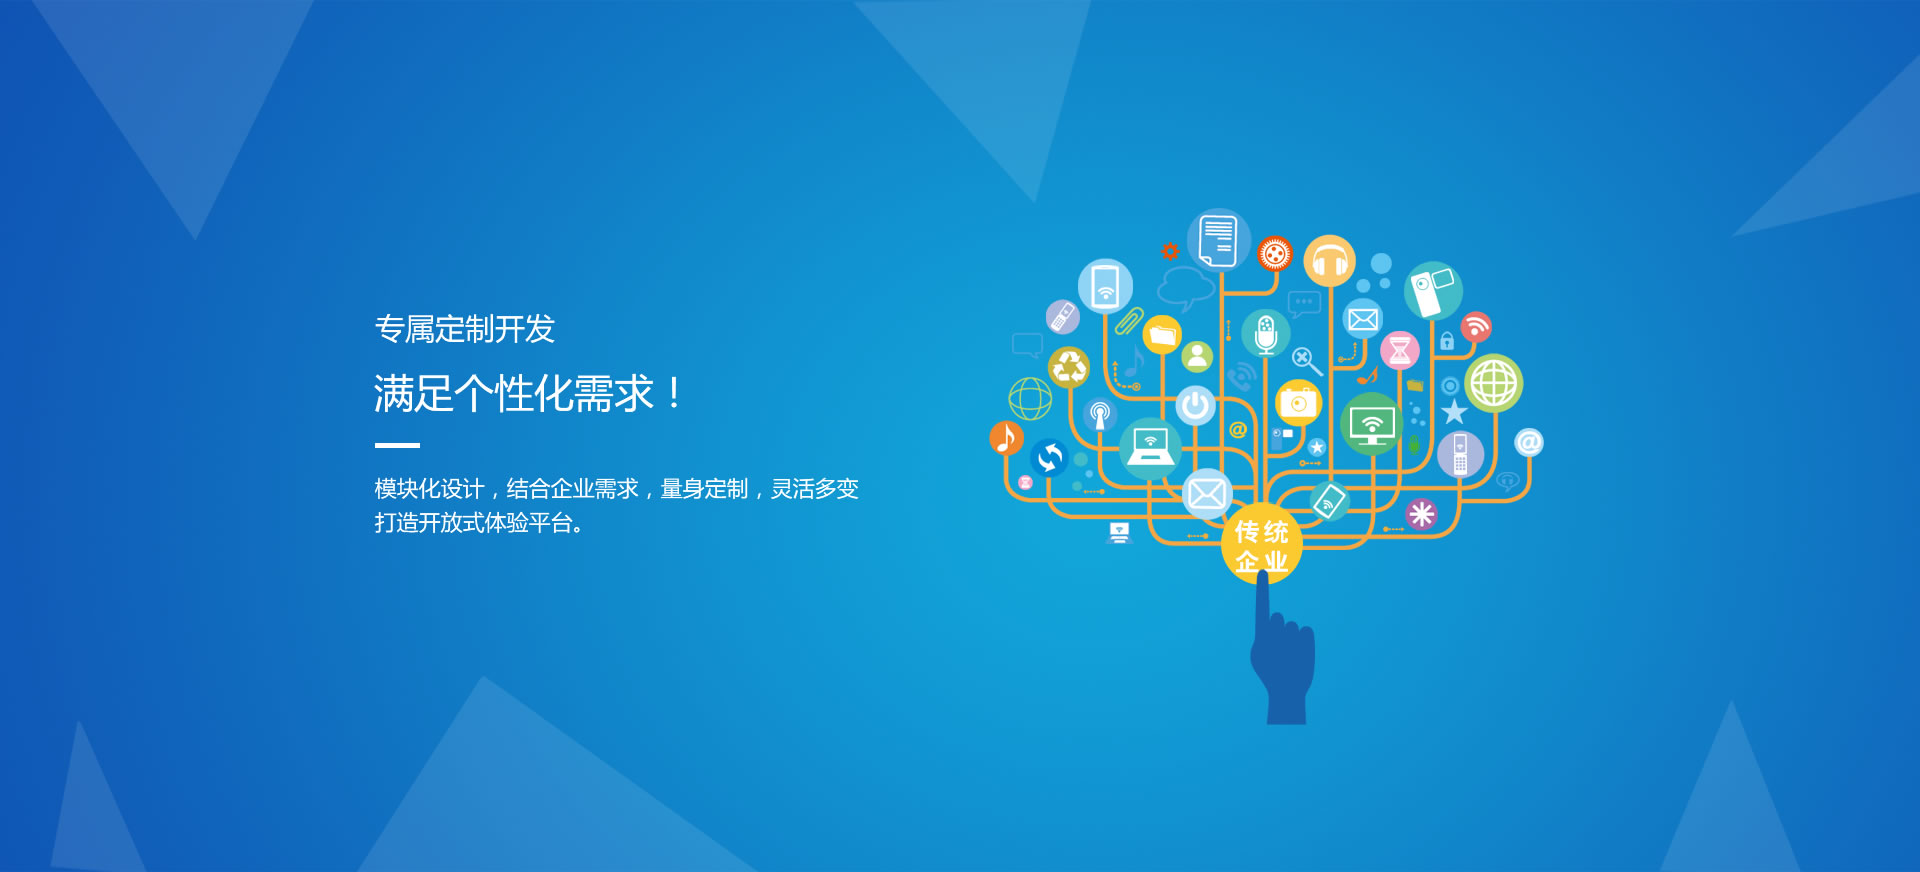 专属定制开发
满足个性化需求！
模块化设计，结合企业需求，量身定制，灵活多变
打造开放式体验平台。
@
@
传统
企业